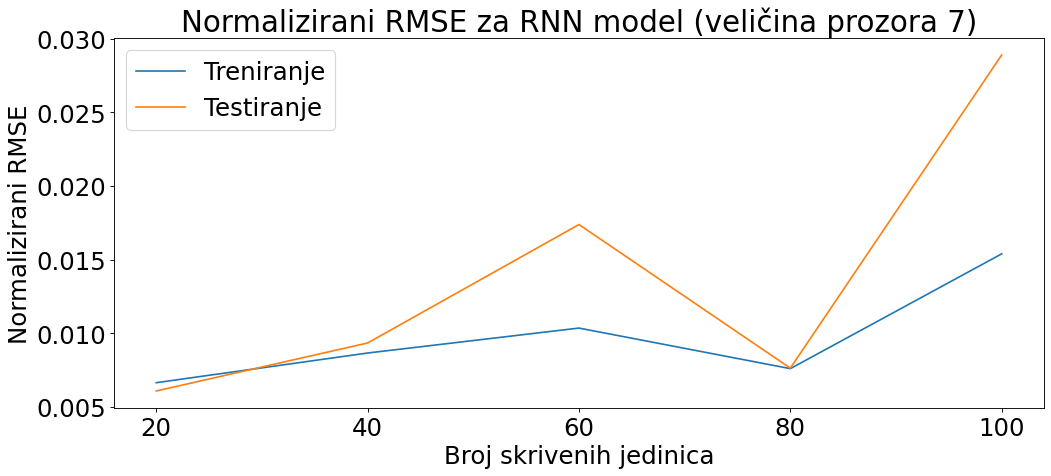 Normalizirani RMSE za RNN model (veličina prozora 7)
Treniranje
Testiranje
Normalizirani RMSE
0.030
0.025
0.020
0.015
0.010
0.005
20 40 60 80 100
Broj skrivenih jedinica